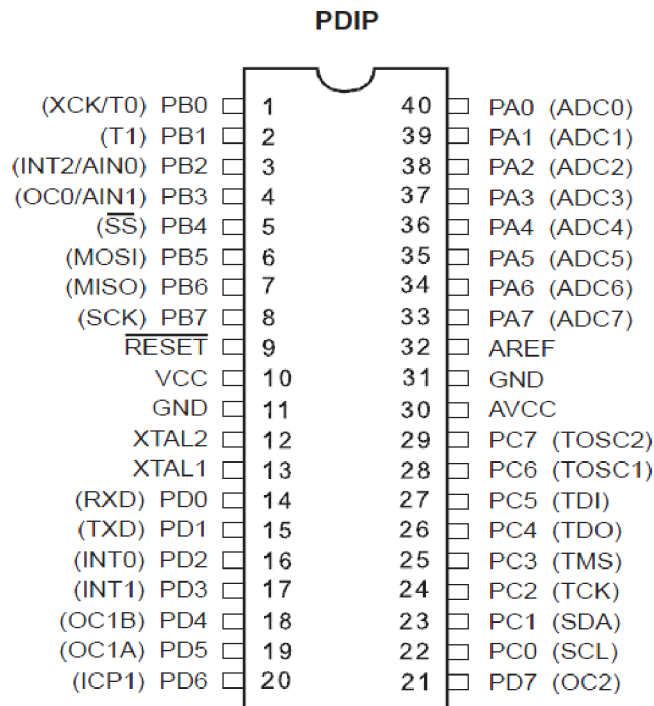 PDIP
(XCK/T0) PB0 1 40 PA0 (ADC0)
(T1) PB1 2 39 PA1 (ADC1)
(INT2/AIN0) PB2 3 38 PA2 (ADC2)
(OC0/AIN1) PB3 4 37 PA3 (ADC3)
(S̅S̅) PB4 5 36 PA4 (ADC4)
(MOSI) PB5 6 35 PA5 (ADC5)
(MISO) PB6 7 34 PA6 (ADC6)
(SCK) PB7 8 33 PA7 (ADC7)
R̅E̅S̅E̅T̅ 9 32 AREF
VCC 10 31 GND
GND 11 30 AVCC
XTAL2 12 29 PC7 (TOSC2)
XTAL1 13 28 PC6 (TOSC1)
(RXD) PD0 14 27 PC5 (TDI)
(TXD) PD1 15 26 PC4 (TDO)
(INT0) PD2 16 25 PC3 (TMS)
(INT1) PD3 17 24 PC2 (TCK)
(OC1B) PD4 18 23 PC1 (SDA)
(OC1A) PD5 19 22 PC0 (SCL)
(ICP1) PD6 20 21 PD7 (OC2)